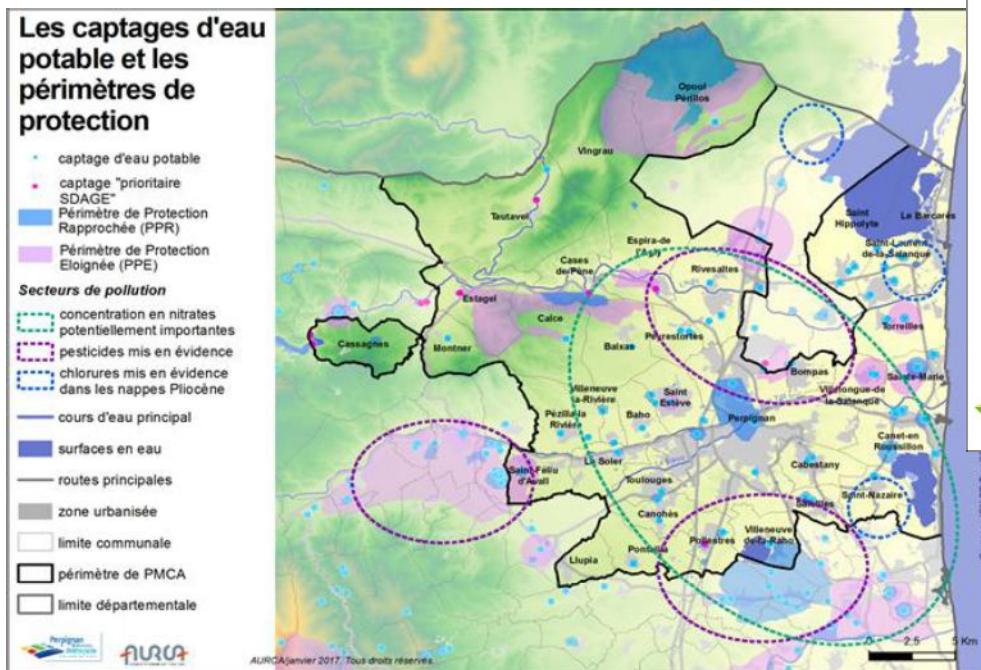 Les captages d'eau
potable et les
périmètres de
protection
captage d'eau potable
captage "prioritaire
SDAGE"
Périmètre de Protection
Rapprochée (PPR)
Périmètre de Protection
Eloignée (PPE)
Secteurs de pollution
concentration en nitrates
potentiellement importantes
pesticides mis en évidence
chlorures mis en évidence
dans les nappes Pliocène
cours d'eau principal
surfaces en eau
routes principales
zone urbanisée
limite communale
périmètre de PMCA
limite départementale
Perpignan
AURCA
AURCA/janvier 2017, Tous droits réservés.
Opoul
Périllos
Vingrau
Tautavel
Saint
Hippolyte
Le Barcarès
Espira-de
l'Agly
Saint-Laurent
de-la-Salanque
Cases
de-Pène
Rivesaltes
Estagel
Calce
Torreilles
Cassagnes
Montner
Baixas
Peyrestortes
Bompas
Sainte-Marie
Villeneuve
la-Rivière
Saint
Estève
Villelongue-de
la-Salanque
Pézilla-la
Rivière
Baho
Perpignan
Canet-en
Roussillon
Le Soler
Cabestany
Saint-Féliu
d'Avall
Toulouges
Saint-Nazaire
Saleilles
Canohès
Pollestres
Villeneuve
de-la-Raho
Llupia
Ponteilla
0 2,5 5 Km